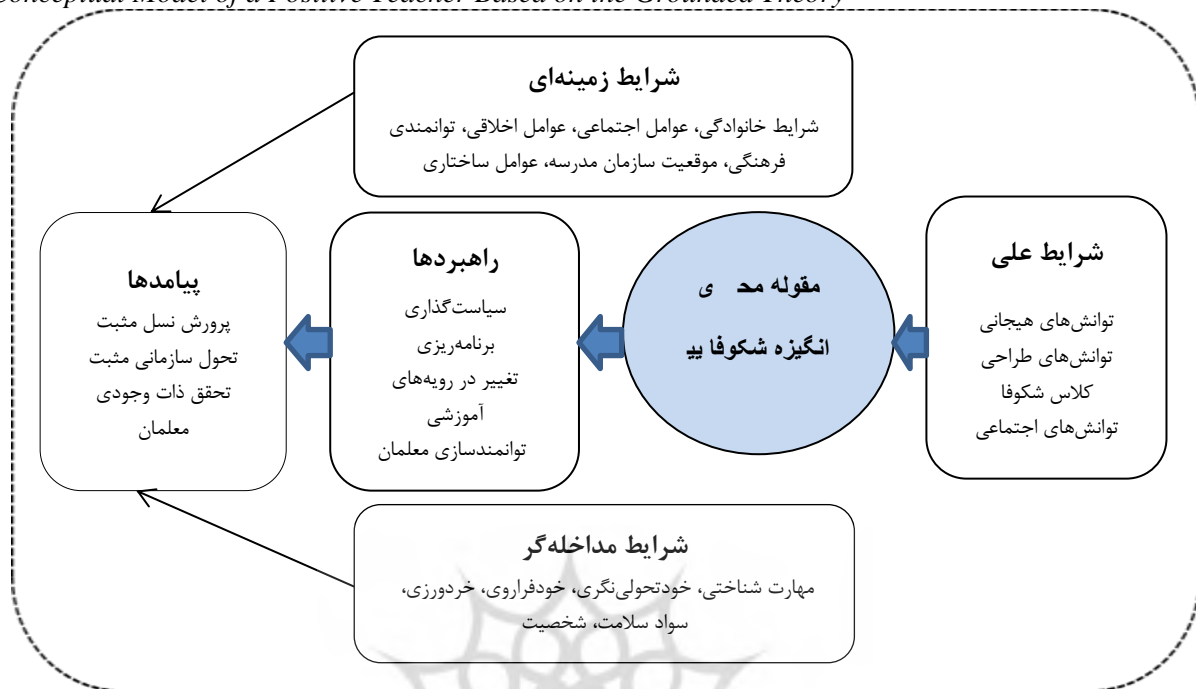 Conceptual Model of a Positive Teacher Based on the Grounded Theory
شرایط زمینه‌ای
شرایط خانوادگی، عوامل اجتماعی، عوامل اخلاقی، توانمندی
فرهنگی، موقعیت سازمان مدرسه، عوامل ساختاری
شرایط علی
توانش‌های هیجانی
توانش‌های طراحی
کلاس شکوفا
توانش‌های اجتماعی
مقوله محـ ی
انگیزه شکوفا یی
راهبردها
سیاست‌گذاری
برنامه‌ریزی
تغییر در رویه‌های
آموزشی
توانمندسازی معلمان
پیامدها
پرورش نسل مثبت
تحول سازمانی مثبت
تحقق ذات وجودی
معلمان
شرایط مداخله‌گر
مهارت شناختی، خودتحولی‌نگری، خودفراروی، خردورزی،
سواد سلامت، شخصیت